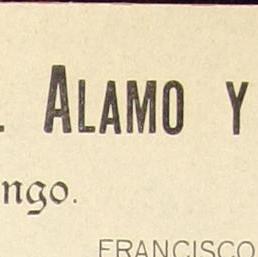 . ALAMO Y
ngo.
FRANCISCO